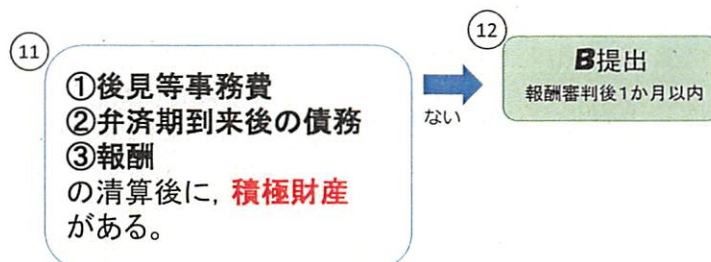 11
①後見等事務費
②弁済期到来後の債務
③報酬
の清算後に，積極財産
がある。
ない
12
B提出
報酬審判後1か月以内